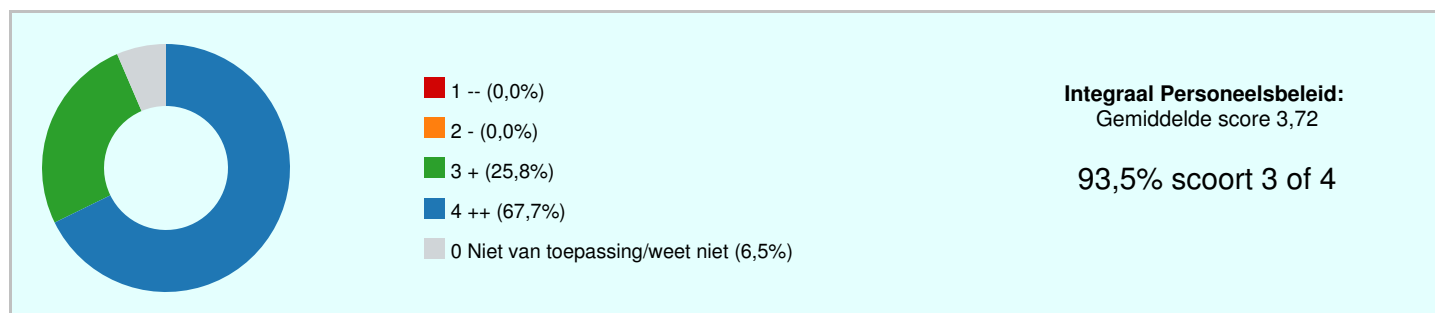 1 -- (0,0%)
2 - (0,0%)
3 + (25,8%)
4 ++ (67,7%)
0 Niet van toepassing/weet niet (6,5%)
Integraal Personeelsbeleid:
Gemiddelde score 3,72
93,5% scoort 3 of 4